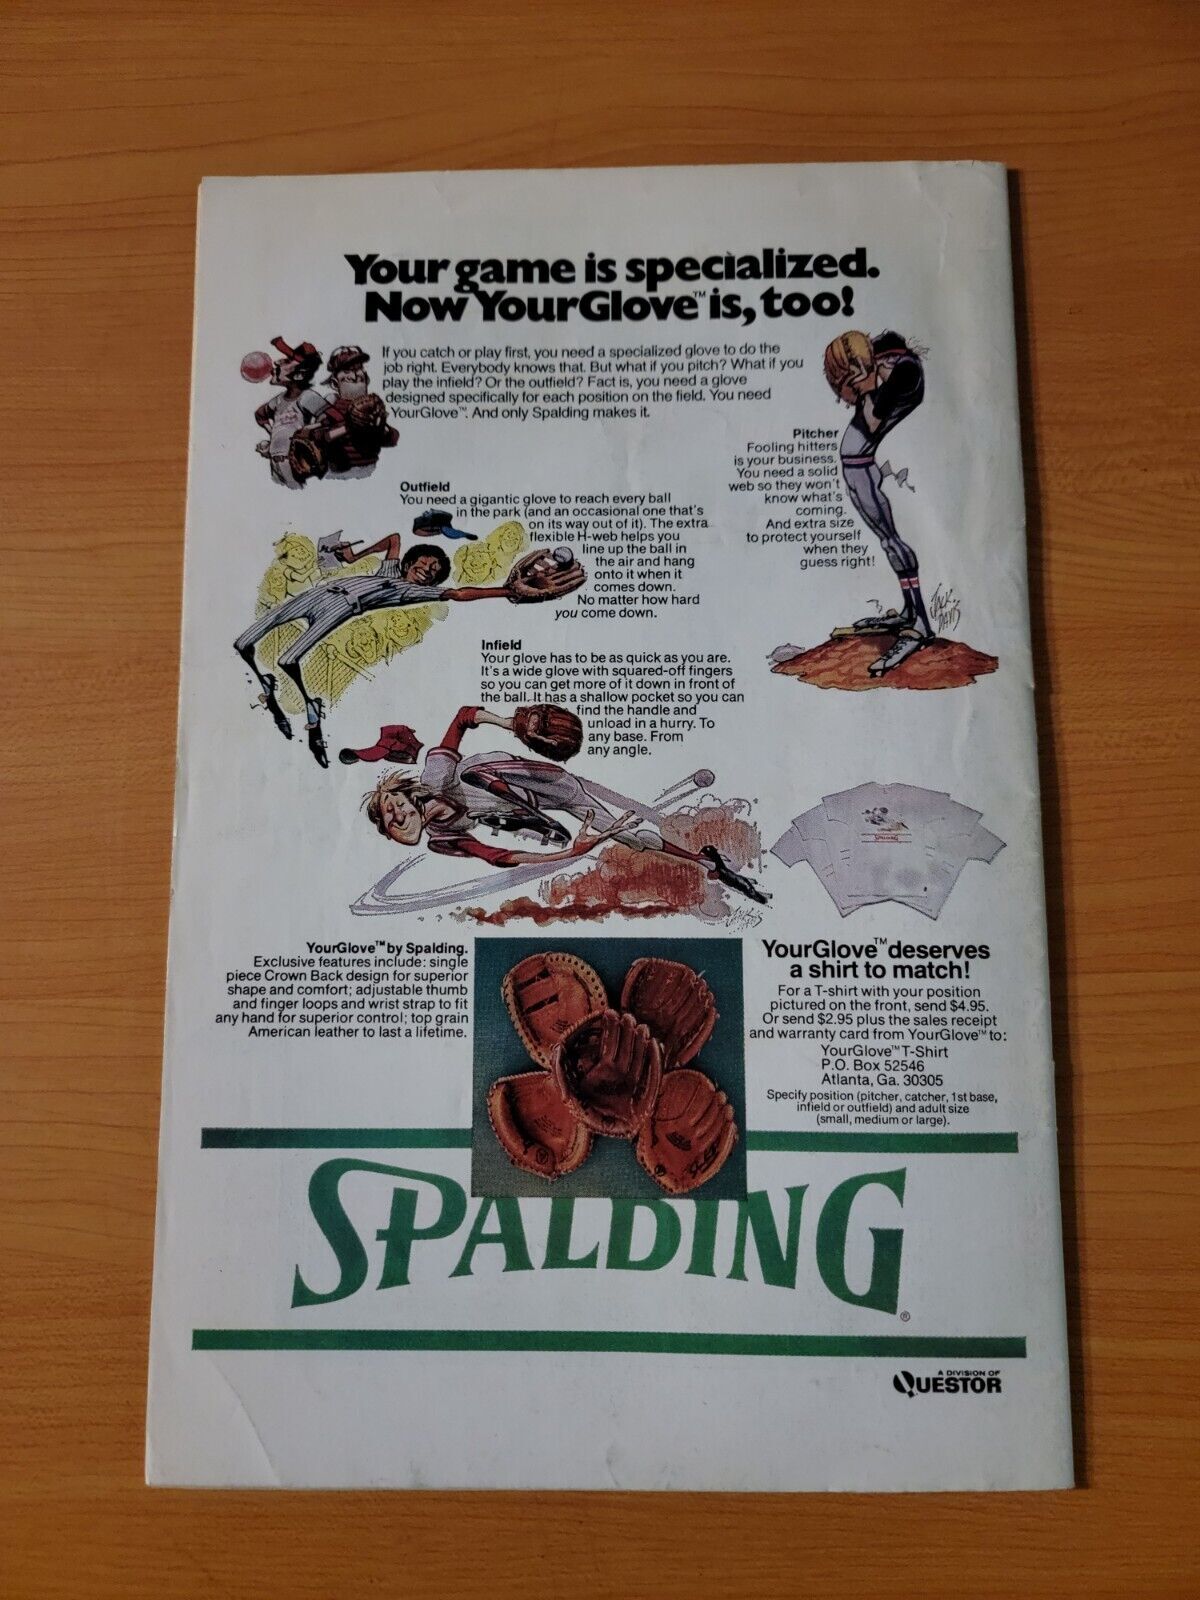 Your game is specialized.
Now YourGlove™ is, too!
If you catch or play first, you need a specialized glove to do the
job right. Everybody knows that. But what if you pitch? What if you
play the infield? Or the outfield? Fact is, you need a glove
designed specifically for each position on the field. You need
YourGlove™. And only Spalding makes it.
Pitcher
Fooling hitters
is your business.
You need a solid
web so they won't
know what's
coming.
And extra size
to protect yourself
when they
guess right!
Outfield
You need a gigantic glove to reach every ball
in the park (and an occasional one that's
on its way out of it). The extra
flexible H-web helps you
line up the ball in
the air and hang
onto it when it
comes down.
No matter how hard
you come down.
JACK
DAVIS
Infield
Your glove has to be as quick as you are.
It's a wide glove with squared-off fingers
so you can get more of it down in front of
the ball. It has a shallow pocket so you can
find the handle and
unload in a hurry. To
any base. From
any angle.
SPALDING
JACK
DAVIS
YourGlove™ by Spalding.
Exclusive features include: single
piece Crown Back design for superior
shape and comfort; adjustable thumb
and finger loops and wrist strap to fit
any hand for superior control; top grain
American leather to last a lifetime.
YourGlove™ deserves
a shirt to match!
For a T-shirt with your position
pictured on the front, send $4.95.
Or send $2.95 plus the sales receipt
and warranty card from YourGlove™ to:
YourGlove™ T-Shirt
P.O. Box 52546
Atlanta, Ga. 30305
Specify position (pitcher, catcher, 1st base,
infield or outfield) and adult size
(small, medium or large).
SPALDING®
A DIVISION OF
QUESTOR